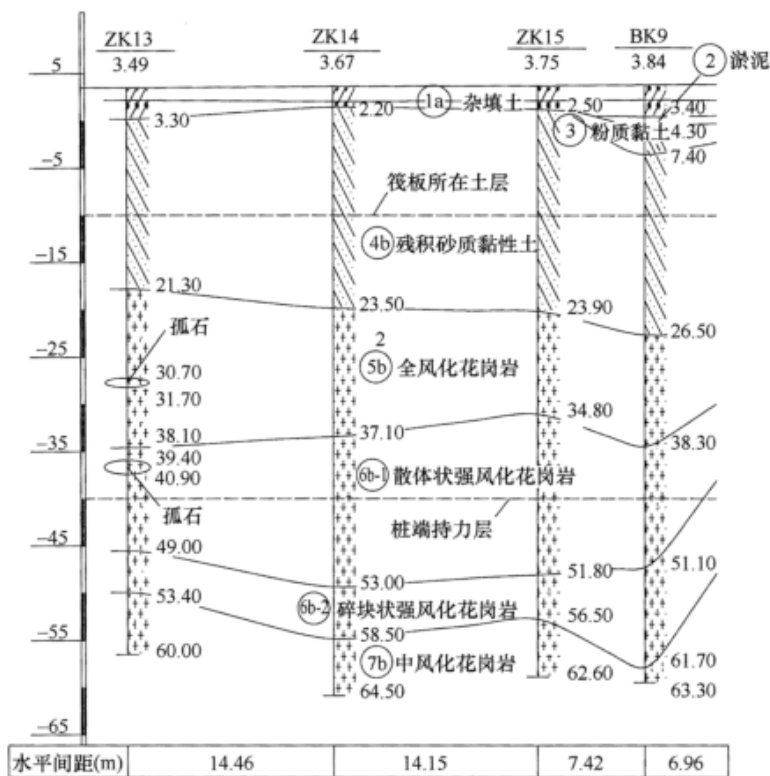 ZK13 ZK14 ZK15 BK9
3.49 3.67 3.75 3.84
② 淤泥
5
1a 杂填土
2.20 2.50 3.40
3.30
③ 粉质黏土 4.30
7.40
-5
筏板所在土层
4b 残积砂质黏性土
-15
21.30 23.50 23.90 26.50
孤石
2
5b 全风化花岗岩
-25
30.70
31.70
34.80
38.10 37.10 38.30
-35
39.40
40.90
6b-1 散体状强风化花岗岩
孤石
桩端持力层
-45
49.00 53.00 51.80 51.10
53.40
6b-2 碎块状强风化花岗岩 56.50
-55
58.50
60.00
7b 中风化花岗岩
62.60 61.70
64.50 63.30
-65
水平间距(m) 14.46 14.15 7.42 6.96